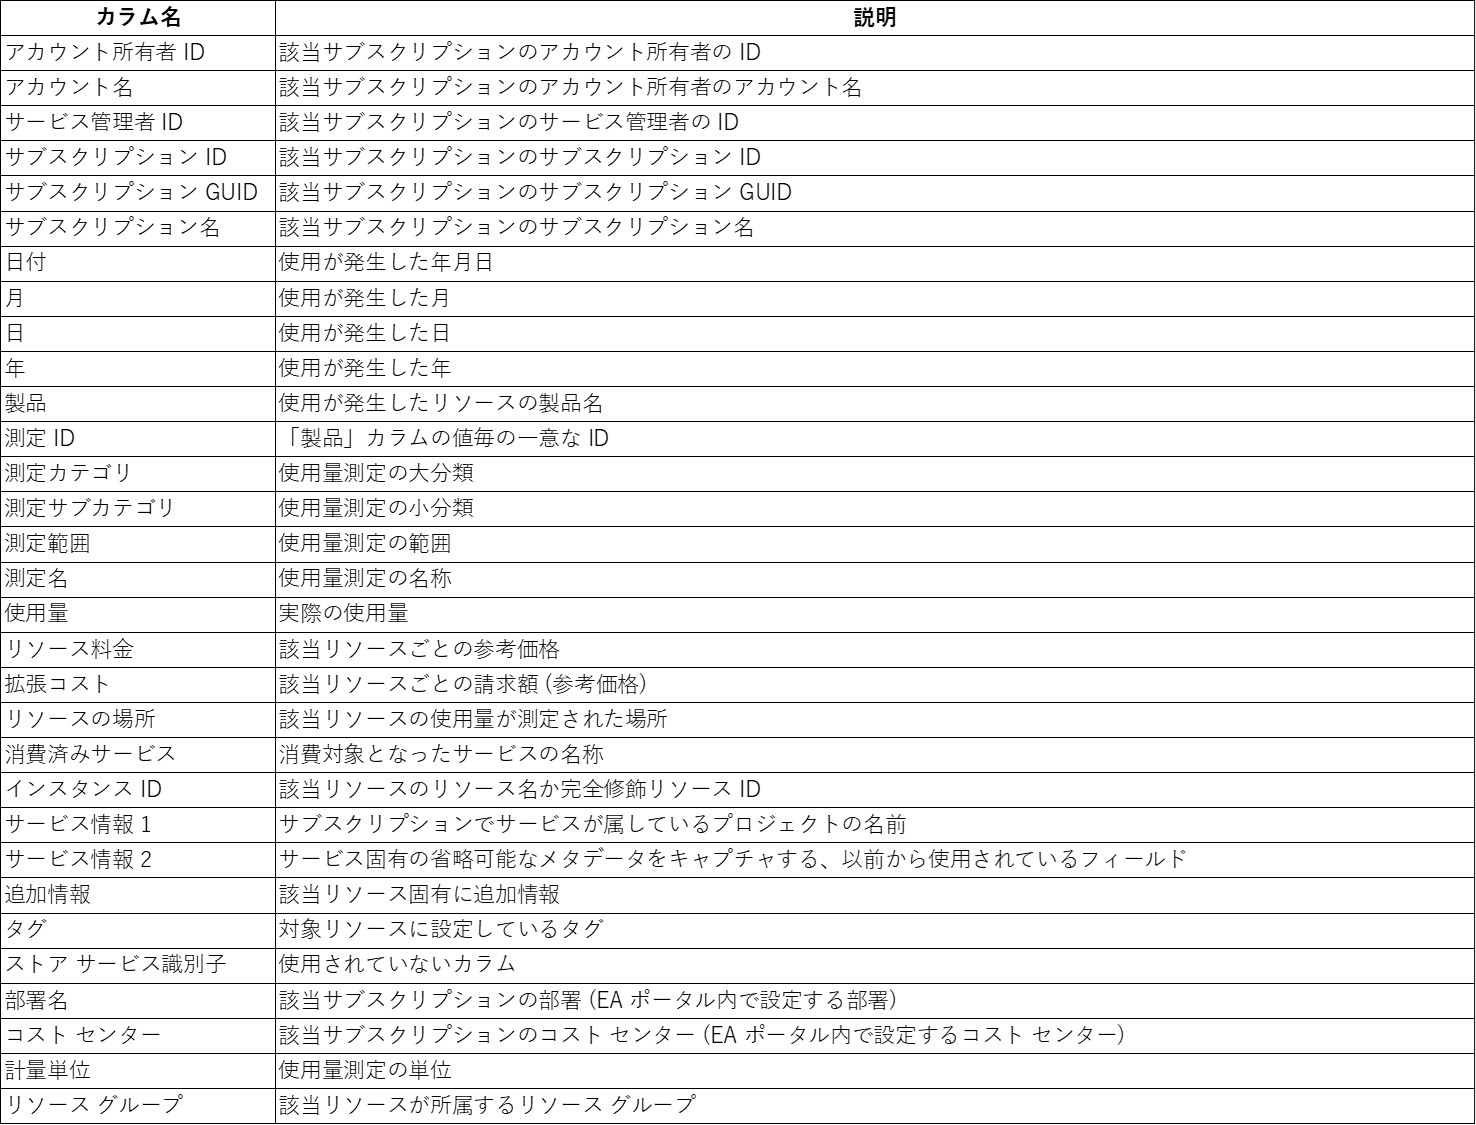 カラム名 説明
アカウント所有者 ID 該当サブスクリプションのアカウント所有者の ID
アカウント名 該当サブスクリプションのアカウント所有者のアカウント名
サービス管理者 ID 該当サブスクリプションのサービス管理者の ID
サブスクリプション ID 該当サブスクリプションのサブスクリプション ID
サブスクリプション GUID 該当サブスクリプションのサブスクリプション GUID
サブスクリプション名 該当サブスクリプションのサブスクリプション名
日付 使用が発生した年月日
月 使用が発生した月
日 使用が発生した日
年 使用が発生した年
製品 使用が発生したリソースの製品名
測定 ID 「製品」カラムの値毎の一意な ID
測定カテゴリ 使用量測定の大分類
測定サブカテゴリ 使用量測定の小分類
測定範囲 使用量測定の範囲
測定名 使用量測定の名称
使用量 実際の使用量
リソース料金 該当リソースごとの参考価格
拡張コスト 該当リソースごとの請求額 (参考価格)
リソースの場所 該当リソースの使用量が測定された場所
消費済みサービス 消費対象となったサービスの名称
インスタンス ID 該当リソースのリソース名か完全修飾リソース ID
サービス情報 1 サブスクリプションでサービスが属しているプロジェクトの名前
サービス情報 2 サービス固有の省略可能なメタデータをキャプチャする、以前から使用されているフィールド
追加情報 該当リソース固有に追加情報
タグ 対象リソースに設定しているタグ
ストア サービス識別子 使用されていないカラム
部署名 該当サブスクリプションの部署 (EA ポータル内で設定する部署)
コスト センター 該当サブスクリプションのコスト センター (EA ポータル内で設定するコスト センター)
計量単位 使用量測定の単位
リソース グループ 該当リソースが所属するリソース グループ